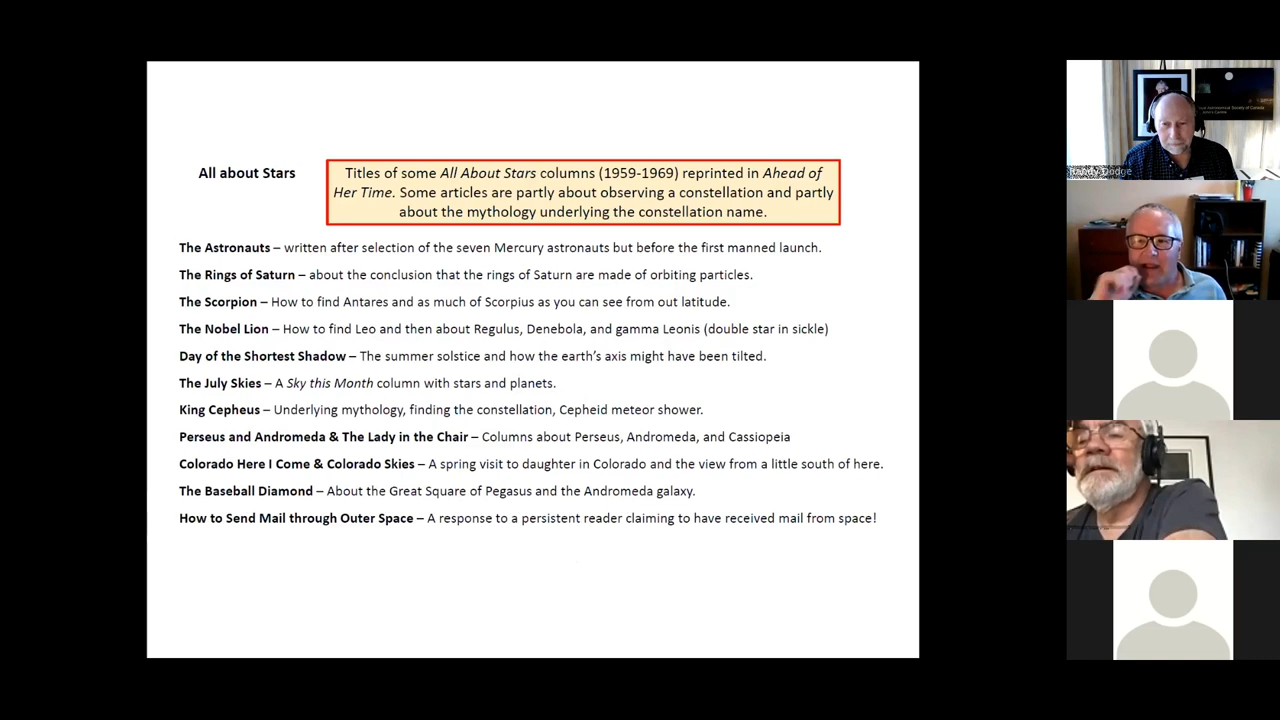 All about Stars
Titles of some All About Stars columns (1959-1969) reprinted in Ahead of
Her Time. Some articles are partly about observing a constellation and partly
about the mythology underlying the constellation name.
The Astronauts – written after selection of the seven Mercury astronauts but before the first manned launch.
The Rings of Saturn – about the conclusion that the rings of Saturn are made of orbiting particles.
The Scorpion – How to find Antares and as much of Scorpius as you can see from out latitude.
The Nobel Lion – How to find Leo and then about Regulus, Denebola, and gamma Leonis (double star in sickle)
Day of the Shortest Shadow – The summer solstice and how the earth's axis might have been tilted.
The July Skies – A Sky this Month column with stars and planets.
King Cepheus – Underlying mythology, finding the constellation, Cepheid meteor shower.
Perseus and Andromeda & The Lady in the Chair – Columns about Perseus, Andromeda, and Cassiopeia
Colorado Here I Come & Colorado Skies – A spring visit to daughter in Colorado and the view from a little south of here.
The Baseball Diamond – About the Great Square of Pegasus and the Andromeda galaxy.
How to Send Mail through Outer Space – A response to a persistent reader claiming to have received mail from space!
Randy Dodge
Astronomical Society of Canada
Centre